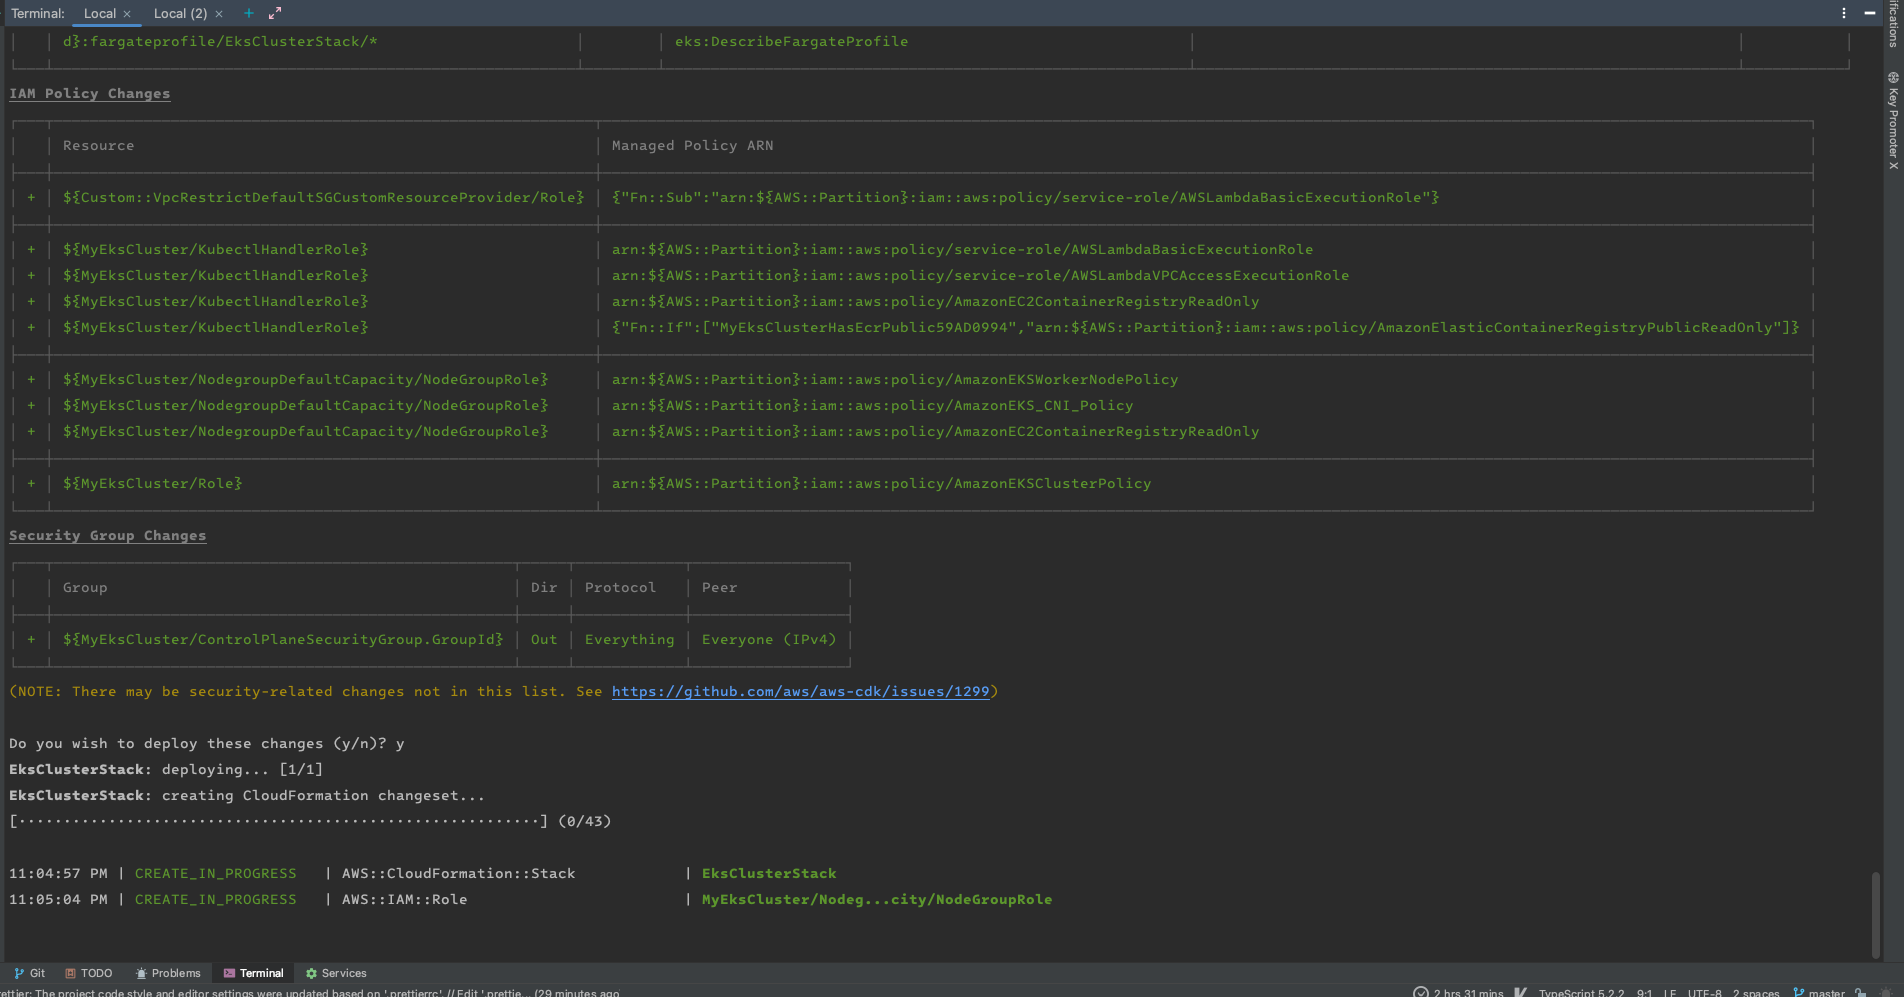 Terminal: Local × Local (2) × +
d}:fargateprofile/EksClusterStack/* eks:DescribeFargateProfile
IAM Policy Changes
Resource Managed Policy ARN
+ ${Custom::VpcRestrictDefaultSGCustomResourceProvider/Role} {"Fn::Sub":"arn:${AWS::Partition}:iam::aws:policy/service-role/AWSLambdaBasicExecutionRole"}
+ ${MyEksCluster/KubectlHandlerRole} arn:${AWS::Partition}:iam::aws:policy/service-role/AWSLambdaBasicExecutionRole
+ ${MyEksCluster/KubectlHandlerRole} arn:${AWS::Partition}:iam::aws:policy/service-role/AWSLambdaVPCAccessExecutionRole
+ ${MyEksCluster/KubectlHandlerRole} arn:${AWS::Partition}:iam::aws:policy/AmazonEC2ContainerRegistryReadOnly
+ ${MyEksCluster/KubectlHandlerRole} {"Fn::If":["MyEksClusterHasEcrPublic59AD0994","arn:${AWS::Partition}:iam::aws:policy/AmazonElasticContainerRegistryPublicReadOnly"]}
+ ${MyEksCluster/NodegroupDefaultCapacity/NodeGroupRole} arn:${AWS::Partition}:iam::aws:policy/AmazonEKSWorkerNodePolicy
+ ${MyEksCluster/NodegroupDefaultCapacity/NodeGroupRole} arn:${AWS::Partition}:iam::aws:policy/AmazonEKS_CNI_Policy
+ ${MyEksCluster/NodegroupDefaultCapacity/NodeGroupRole} arn:${AWS::Partition}:iam::aws:policy/AmazonEC2ContainerRegistryReadOnly
+ ${MyEksCluster/Role} arn:${AWS::Partition}:iam::aws:policy/AmazonEKSClusterPolicy
Security Group Changes
Group Dir Protocol Peer
+ ${MyEksCluster/ControlPlaneSecurityGroup.GroupId} Out Everything Everyone (IPv4)
(NOTE: There may be security-related changes not in this list. See https://github.com/aws/aws-cdk/issues/1299)
Do you wish to deploy these changes (y/n)? y
EksClusterStack: deploying... [1/1]
EksClusterStack: creating CloudFormation changeset...
[··························································] (0/43)
11:04:57 PM | CREATE_IN_PROGRESS | AWS::CloudFormation::Stack | EksClusterStack
11:05:04 PM | CREATE_IN_PROGRESS | AWS::IAM::Role | MyEksCluster/Nodeg...city/NodeGroupRole
Git TODO Problems Terminal Services
ettier: The project code style and editor settings were updated based on '.prettierrc'. // Edit '.prettie... (29 minutes ago) 2 hrs 31 mins TypeScript 5.2.2 9:1 LF UTF-8 2 spaces master
ifications
Key Promoter X